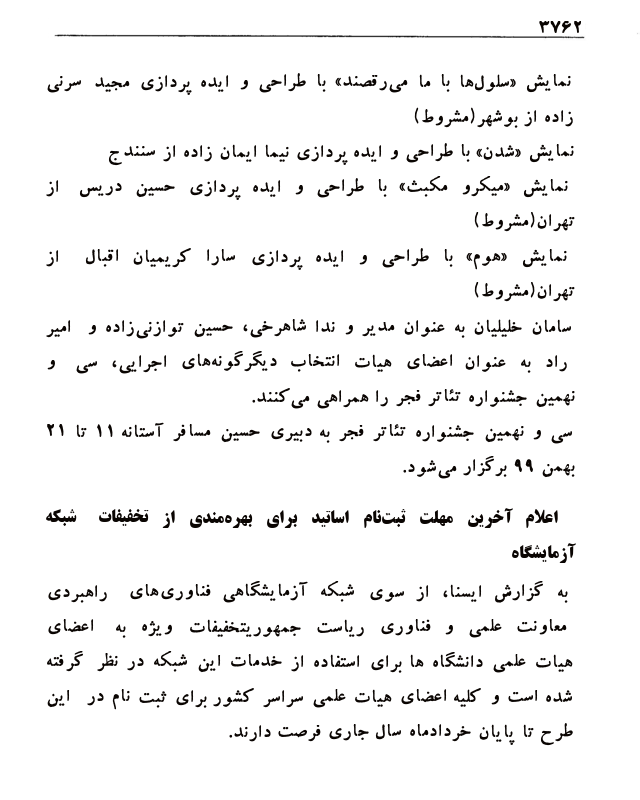 ۳۷۶۲
نمایش «سلول‌ها با ما می‌رقصند» با طراحی و ایده پردازی مجید سرنی
زاده از بوشهر(مشروط)
نمایش «شدن» با طراحی و ایده پردازی نیما ایمان زاده از سنندج
نمایش «میکرو مکبث» با طراحی و ایده پردازی حسین دریس از
تهران(مشروط)
نمایش «هوم» با طراحی و ایده پردازی سارا کریمیان اقبال از
تهران(مشروط)
سامان خلیلیان به عنوان مدیر و ندا شاهرخی، حسین توازنی‌زاده و امیر
راد به عنوان اعضای هیات انتخاب دیگرگونه‌های اجرایی، سی و
نهمین جشنواره تئاتر فجر را همراهی می‌کنند.
سی و نهمین جشنواره تئاتر فجر به دبیری حسین مسافر آستانه ۱۱ تا ۲۱
بهمن ۹۹ برگزار می‌شود.
اعلام آخرین مهلت ثبت‌نام اساتید برای بهره‌مندی از تخفیفات شبکه
آزمایشگاه
به گزارش ایسنا، از سوی شبکه آزمایشگاهی فناوری‌های راهبردی
معاونت علمی و فناوری ریاست جمهوریتخفیفات ویژه به اعضای
هیات علمی دانشگاه ها برای استفاده از خدمات این شبکه در نظر گرفته
شده است و کلیه اعضای هیات علمی سراسر کشور برای ثبت نام در این
طرح تا پایان خردادماه سال جاری فرصت دارند.